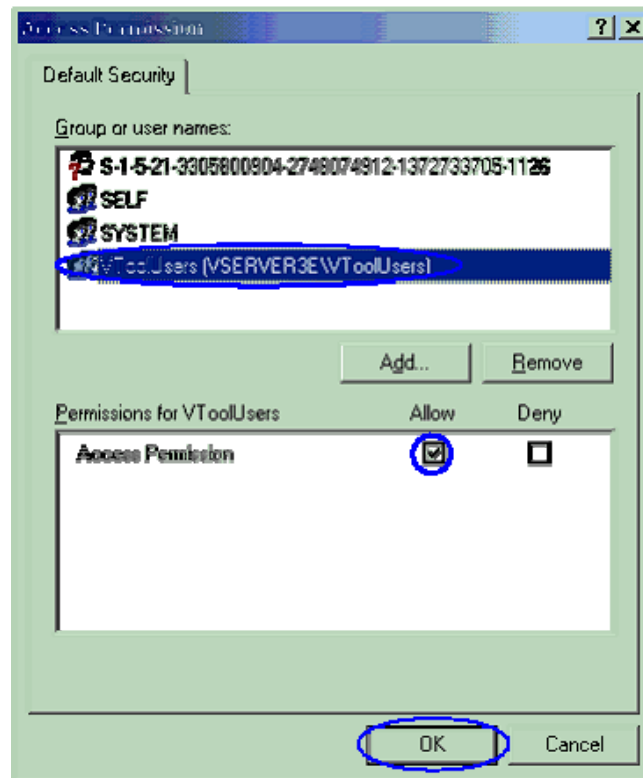 Access Permission
Default Security
Group or user names:
S-1-5-21-3305800904-2748074912-1372733705-1126
SELF
SYSTEM
VToolUsers (VSERVER3E\VToolUsers)
Add... Remove
Permissions for VToolUsers Allow Deny
Access Permission
OK Cancel